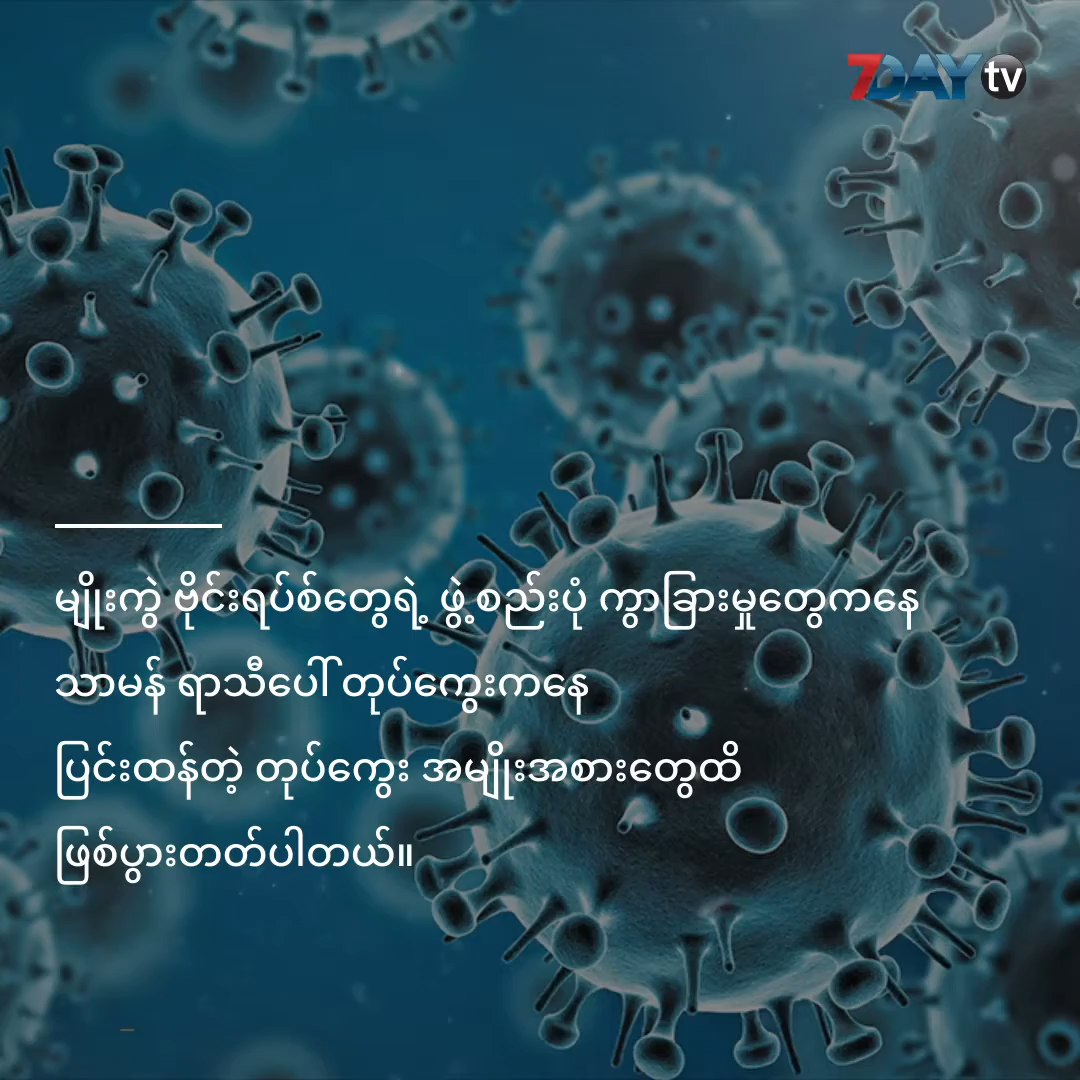 7DAY tv
မျိုးကွဲ ဗိုင်းရပ်စ်တွေရဲ့ ဖွဲ့စည်းပုံ ကွာခြားမှုတွေကနေ
သာမန် ရာသီပေါ် တုပ်ကွေးကနေ
ပြင်းထန်တဲ့ တုပ်ကွေး အမျိုးအစားတွေထိ
ဖြစ်ပွားတတ်ပါတယ်။